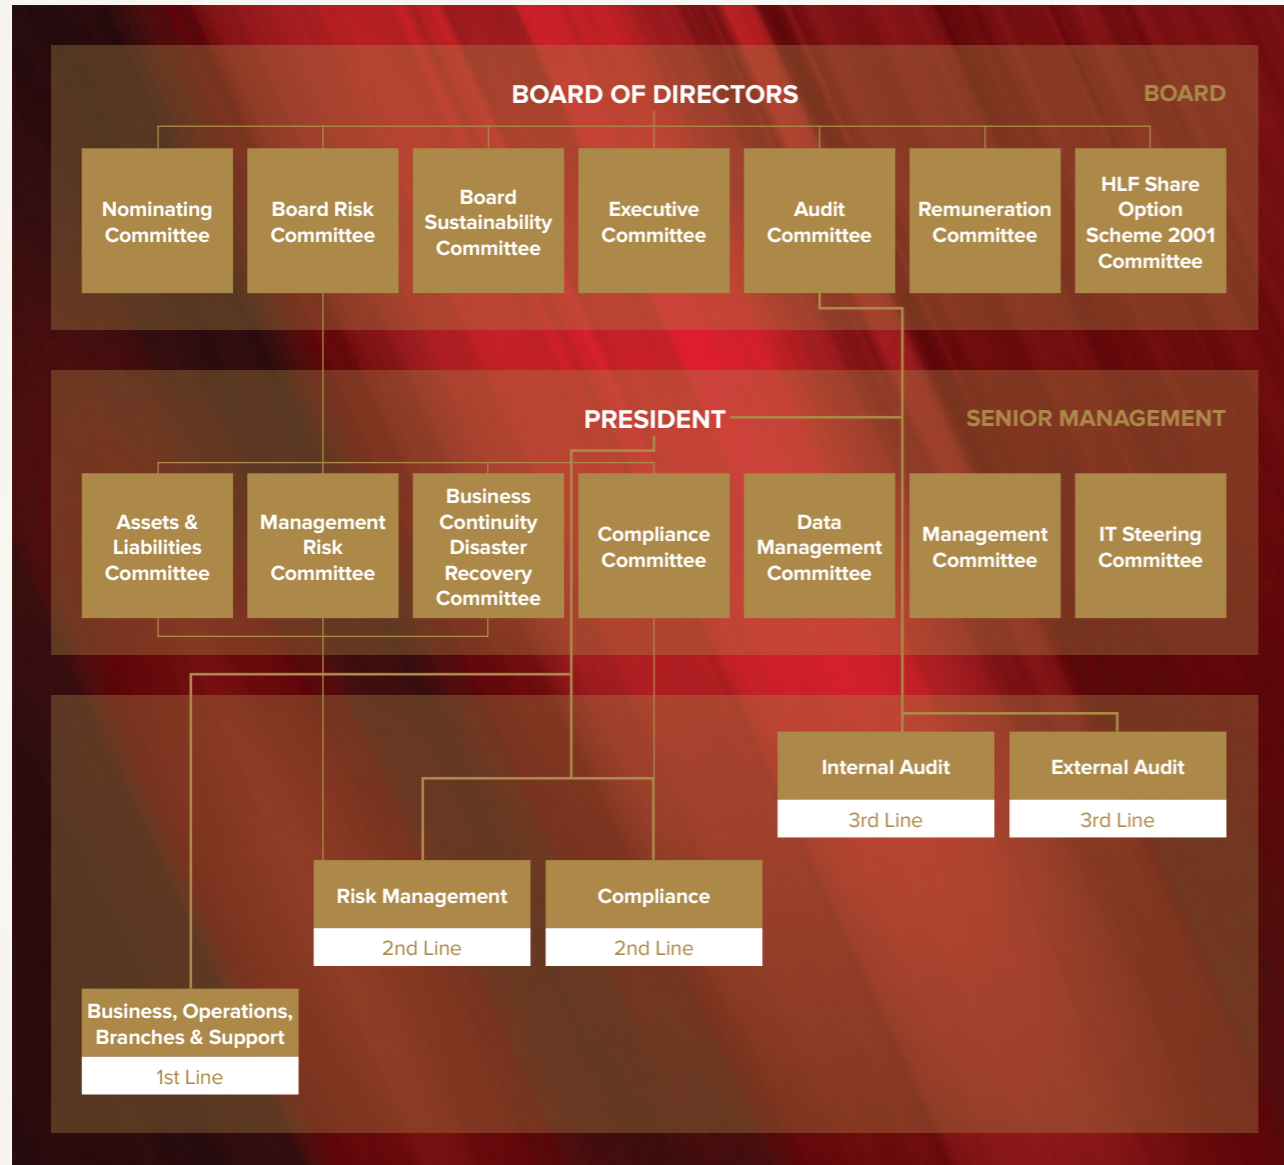 BOARD OF DIRECTORS
BOARD
Nominating
Committee
Board Risk
Committee
Board
Sustainability
Committee
Executive
Committee
Audit
Committee
Remuneration
Committee
HLF Share
Option
Scheme 2001
Committee
PRESIDENT
SENIOR MANAGEMENT
Assets &
Liabilities
Committee
Management
Risk
Committee
Business
Continuity
Disaster
Recovery
Committee
Compliance
Committee
Data
Management
Committee
Management
Committee
IT Steering
Committee
Internal Audit
3rd Line
External Audit
3rd Line
Risk Management
2nd Line
Compliance
2nd Line
Business, Operations,
Branches & Support
1st Line